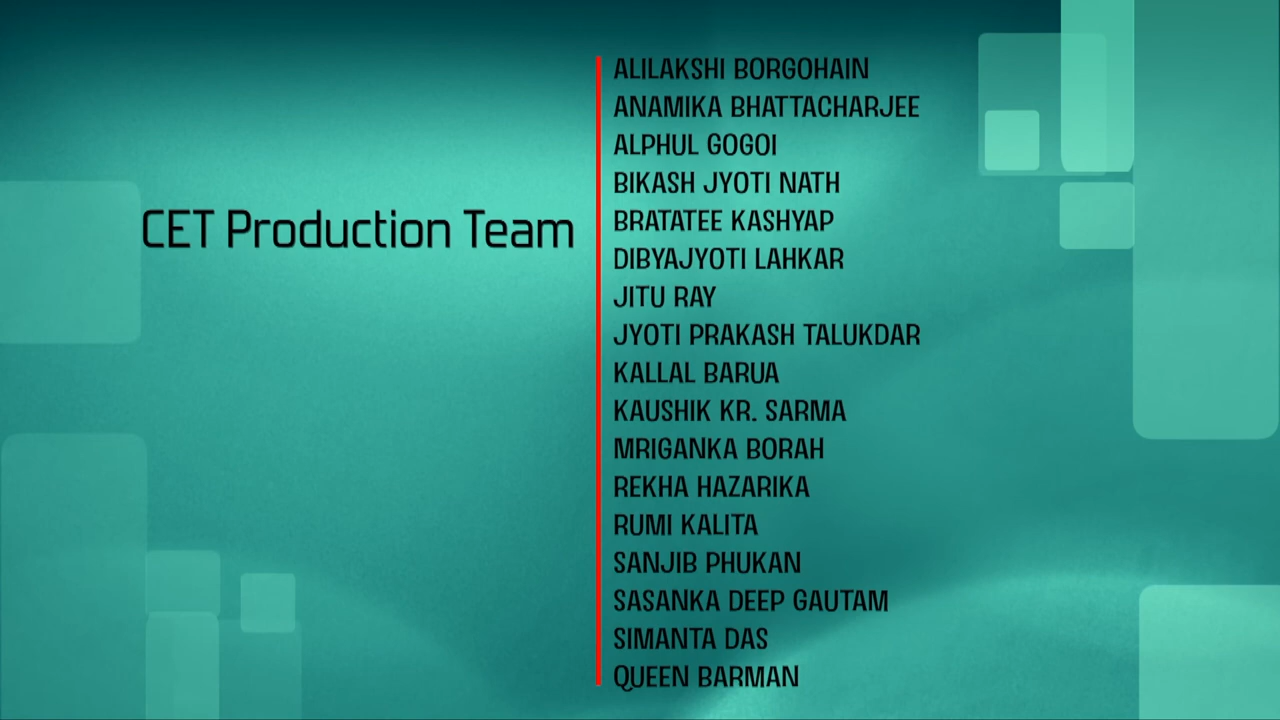 CET Production Team
ALILAKSHI BORGOHAIN
ANAMIKA BHATTACHARJEE
ALPHUL GOGOI
BIKASH JYOTI NATH
BRATATEE KASHYAP
DIBYAJYOTI LAHKAR
JITU RAY
JYOTI PRAKASH TALUKDAR
KALLAL BARUA
KAUSHIK KR. SARMA
MRIGANKA BORAH
REKHA HAZARIKA
RUMI KALITA
SANJIB PHUKAN
SASANKA DEEP GAUTAM
SIMANTA DAS
QUEEN BARMAN